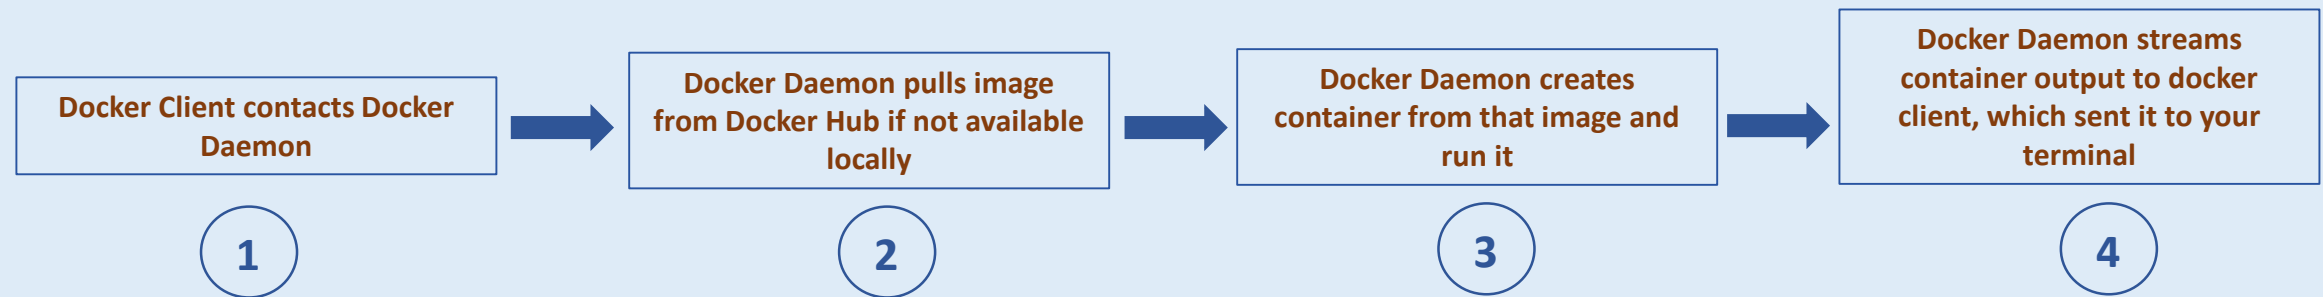 Docker Client contacts Docker
Daemon
1
Docker Daemon pulls image
from Docker Hub if not available
locally
2
Docker Daemon creates
container from that image and
run it
3
Docker Daemon streams
container output to docker
client, which sent it to your
terminal
4